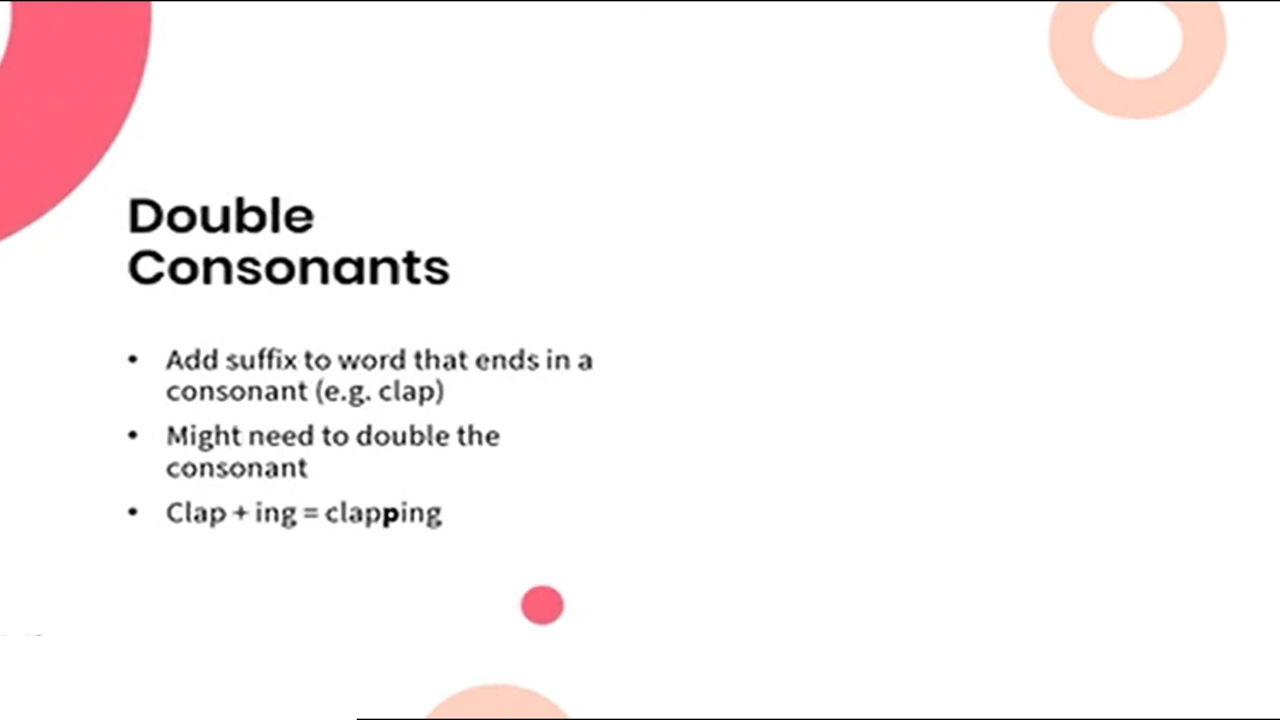 Double
Consonants
• Add suffix to word that ends in a
consonant (e.g. clap)
• Might need to double the
consonant
• Clap + ing = clapping